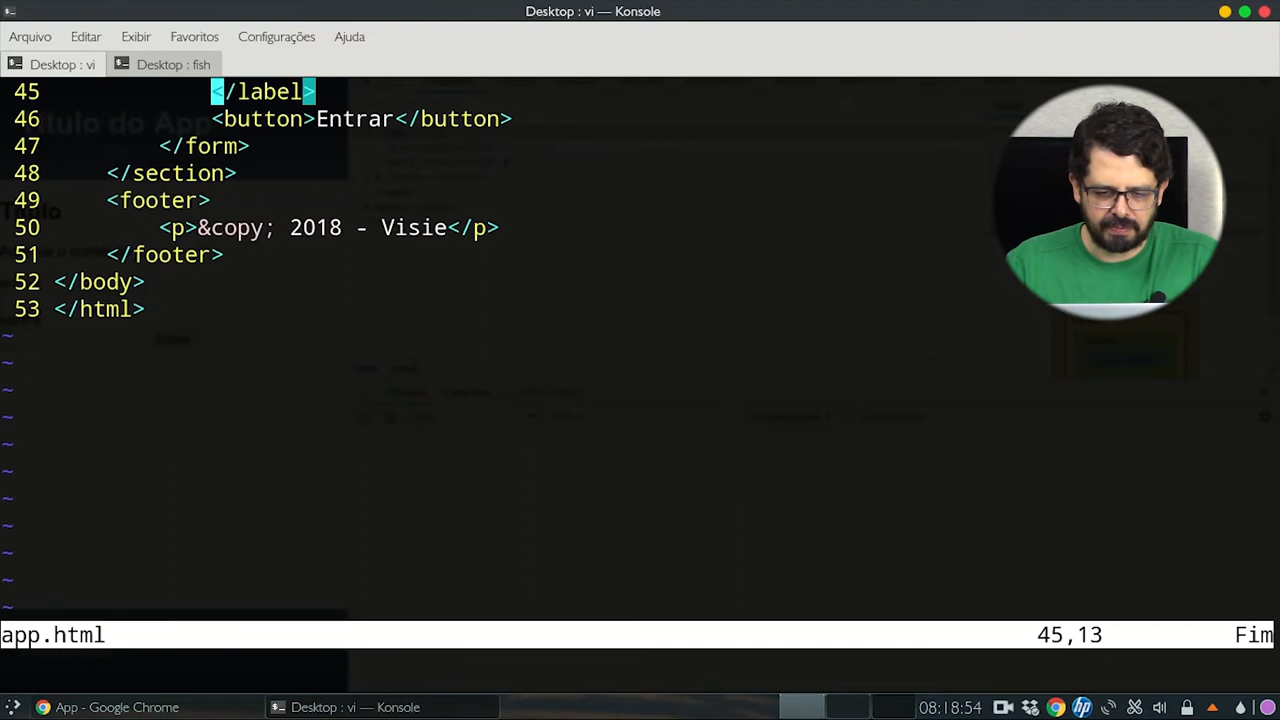 Desktop : vi — Konsole
Arquivo Editar Exibir Favoritos Configurações Ajuda
Desktop : vi Desktop : fish
45 </label>
46 <button>Entrar</button>
47 </form>
48 </section>
49 <footer>
50 <p>&copy; 2018 - Visie</p>
51 </footer>
52 </body>
53 </html>
~
~
~
~
~
~
~
~
~
~
~
app.html 45,13 Fim
App - Google Chrome Desktop : vi — Konsole 08:18:54